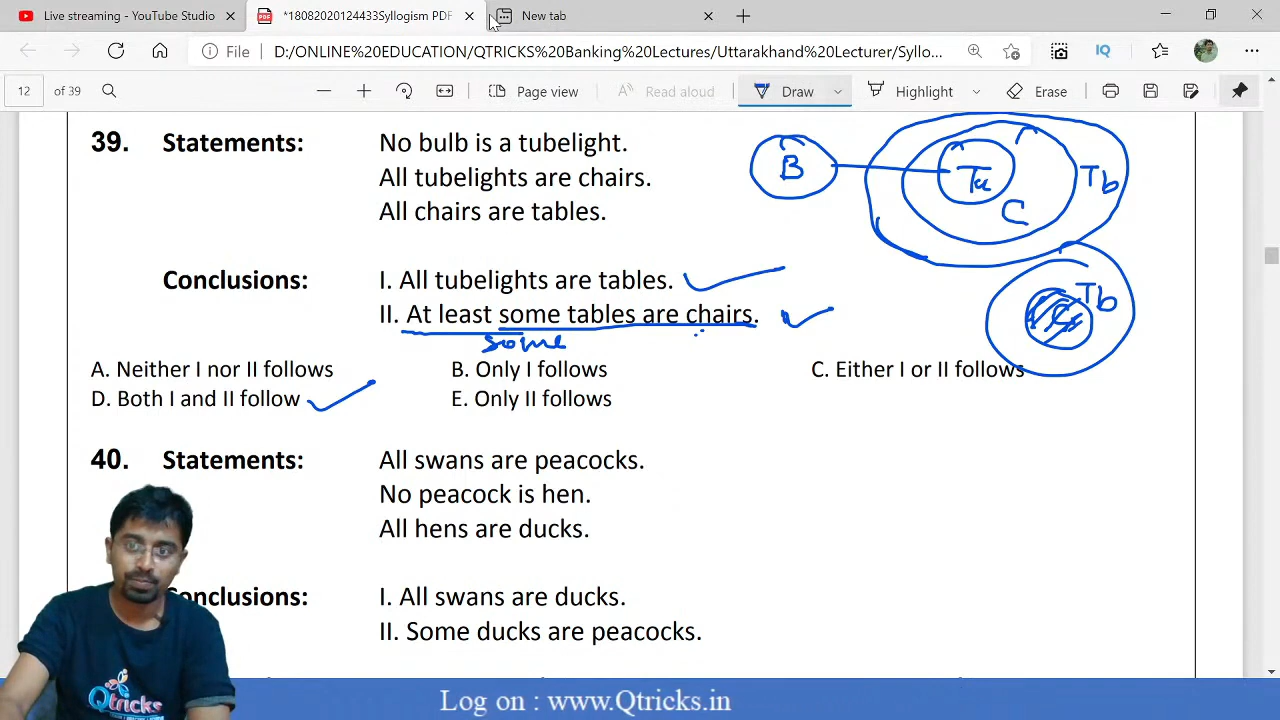 Live streaming - YouTube Studio
*18082020124433Syllogism PDF
New tab
File
D:/ONLINE%20EDUCATION/QTRICKS%20Banking%20Lectures/Uttarakhand%20Lecturer/Syllo...
IQ
12 of 39
Page view
Read aloud
Draw
Highlight
Erase
39. Statements: No bulb is a tubelight.
All tubelights are chairs.
All chairs are tables.
B
Tu
C
Tb
Conclusions: I. All tubelights are tables.
II. At least some tables are chairs.
some
Tb
C
A. Neither I nor II follows B. Only I follows C. Either I or II follows
D. Both I and II follow E. Only II follows
40. Statements: All swans are peacocks.
No peacock is hen.
All hens are ducks.
onclusions: I. All swans are ducks.
II. Some ducks are peacocks.
Qtricks
Log on : www.Qtricks.in